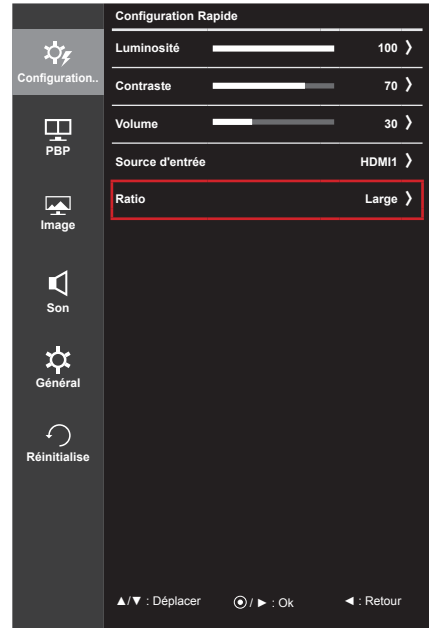 Configuration Rapide
Configuration..
Luminosité 100 ❭
Contraste 70 ❭
Volume 30 ❭
PBP
Source d'entrée HDMI1 ❭
Ratio Large ❭
Image
Son
Général
Réinitialise
▲/▼ : Déplacer ⦿ / ► : Ok ◄ : Retour